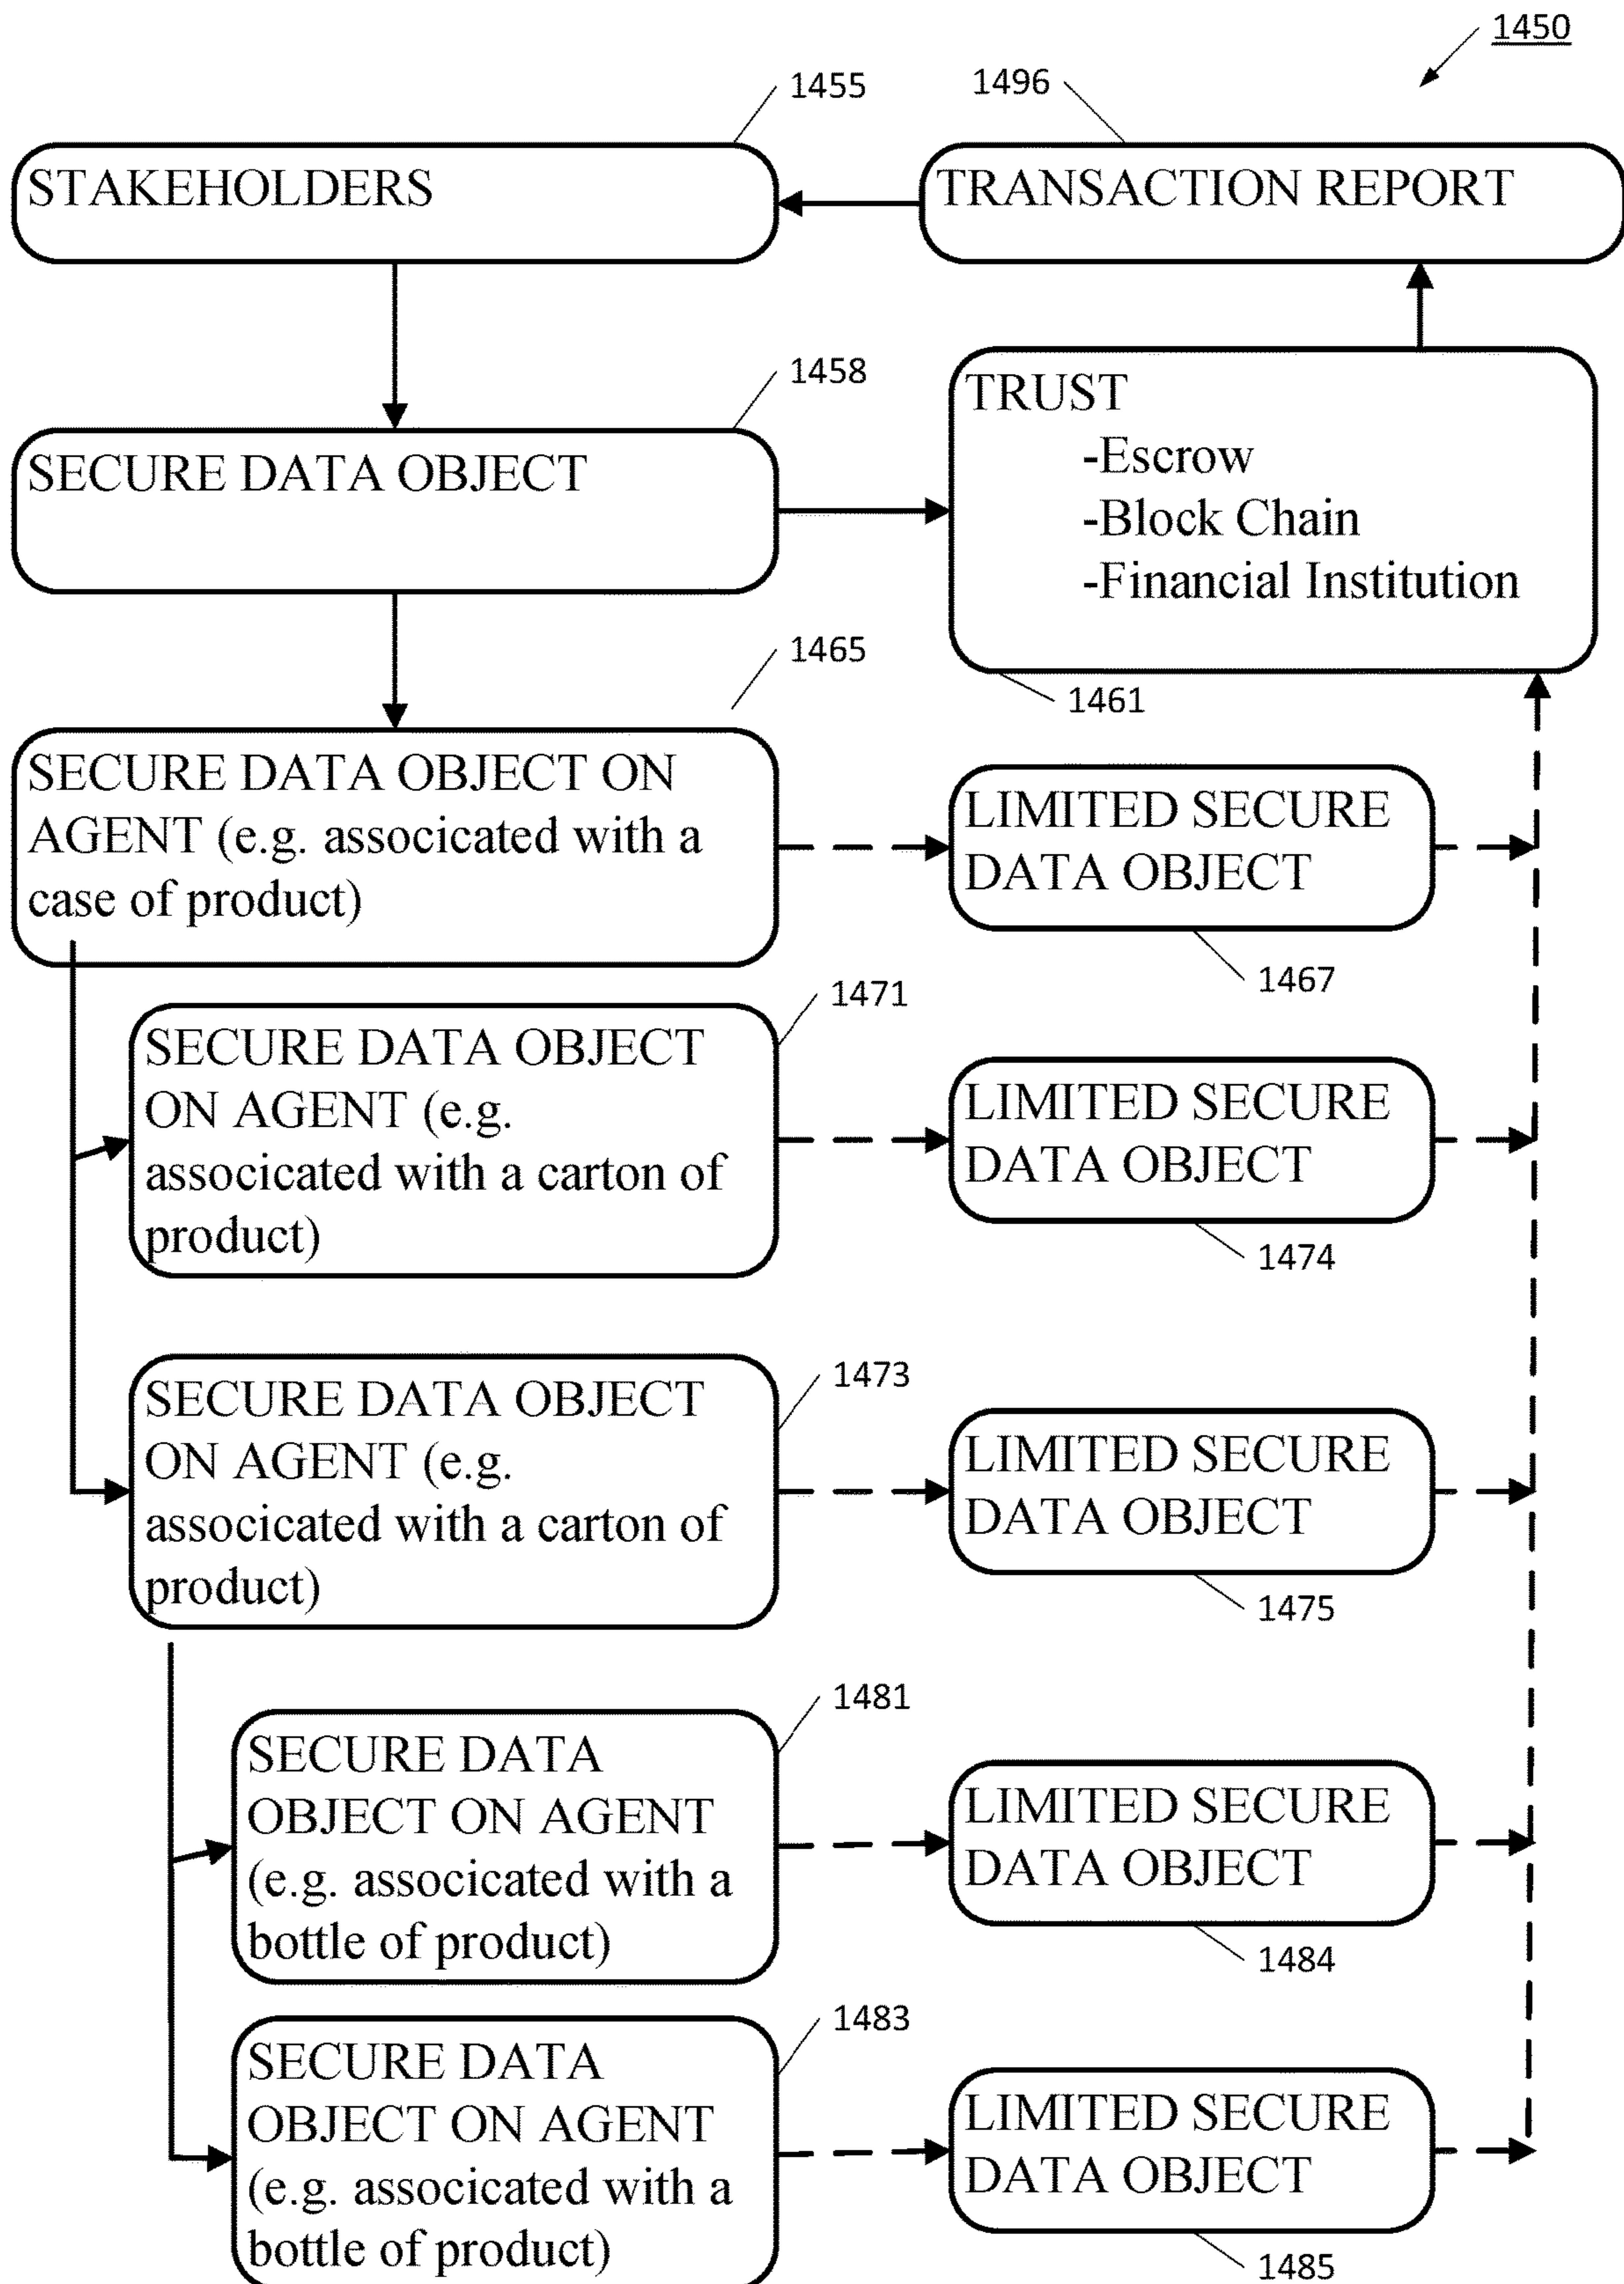 1450
1455
1496
STAKEHOLDERS
TRANSACTION REPORT
1458
SECURE DATA OBJECT
TRUST
-Escrow
-Block Chain
-Financial Institution
1461
1465
SECURE DATA OBJECT ON
AGENT (e.g. associcated with a
case of product)
LIMITED SECURE
DATA OBJECT
1467
1471
SECURE DATA OBJECT
ON AGENT (e.g.
associcated with a carton of
product)
LIMITED SECURE
DATA OBJECT
1474
1473
SECURE DATA OBJECT
ON AGENT (e.g.
associcated with a carton of
product)
LIMITED SECURE
DATA OBJECT
1475
1481
SECURE DATA
OBJECT ON AGENT
(e.g. associcated with a
bottle of product)
LIMITED SECURE
DATA OBJECT
1484
1483
SECURE DATA
OBJECT ON AGENT
(e.g. associcated with a
bottle of product)
LIMITED SECURE
DATA OBJECT
1485